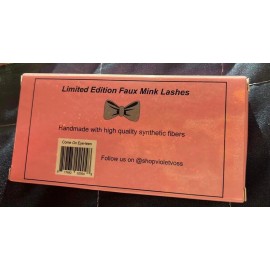 Limited Edition Faux Mink Lashes
Handmade with high quality synthetic fibers
Follow us on @shopvioletvoss